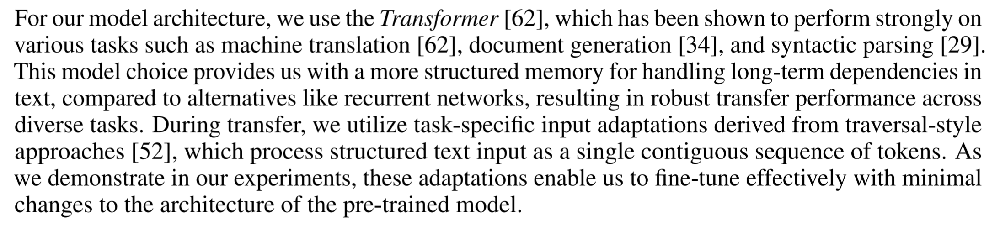 For our model architecture, we use the Transformer [62], which has been shown to perform strongly on
various tasks such as machine translation [62], document generation [34], and syntactic parsing [29].
This model choice provides us with a more structured memory for handling long-term dependencies in
text, compared to alternatives like recurrent networks, resulting in robust transfer performance across
diverse tasks. During transfer, we utilize task-specific input adaptations derived from traversal-style
approaches [52], which process structured text input as a single contiguous sequence of tokens. As
we demonstrate in our experiments, these adaptations enable us to fine-tune effectively with minimal
changes to the architecture of the pre-trained model.